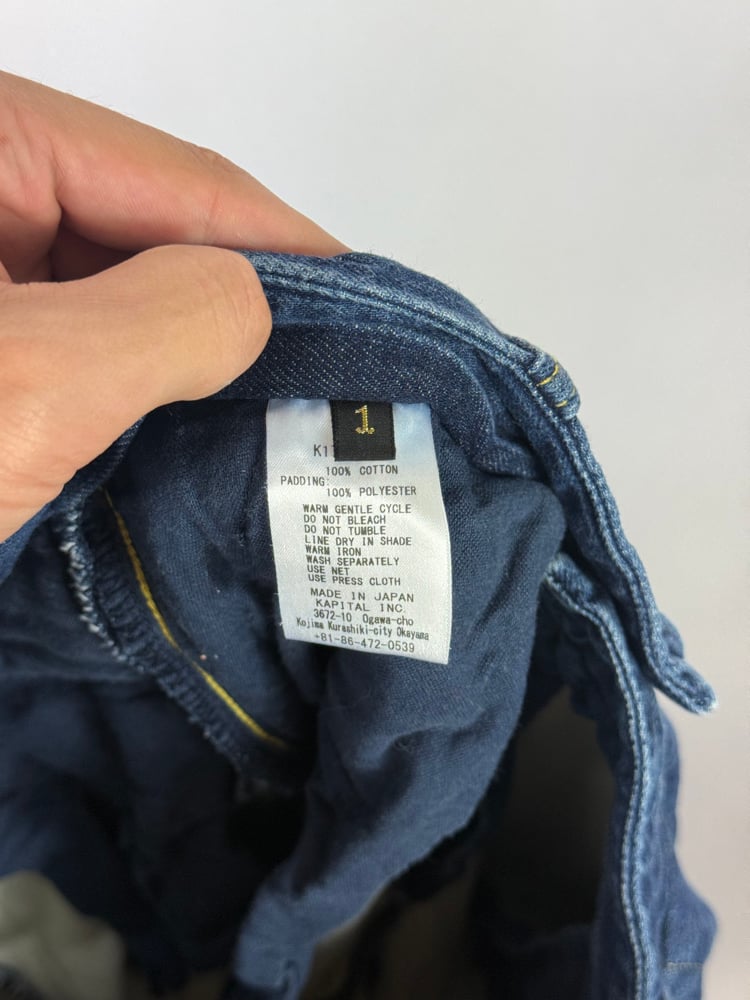 1
K1
100% COTTON
PADDING:
100% POLYESTER
WARM GENTLE CYCLE
DO NOT BLEACH
DO NOT TUMBLE
LINE DRY IN SHADE
WARM IRON
WASH SEPARATELY
USE NET
USE PRESS CLOTH
MADE IN JAPAN
KAPITAL INC.
3672-10 Ogawa-cho
Kojima Kurashiki-city Okayama
+81-86-472-0539